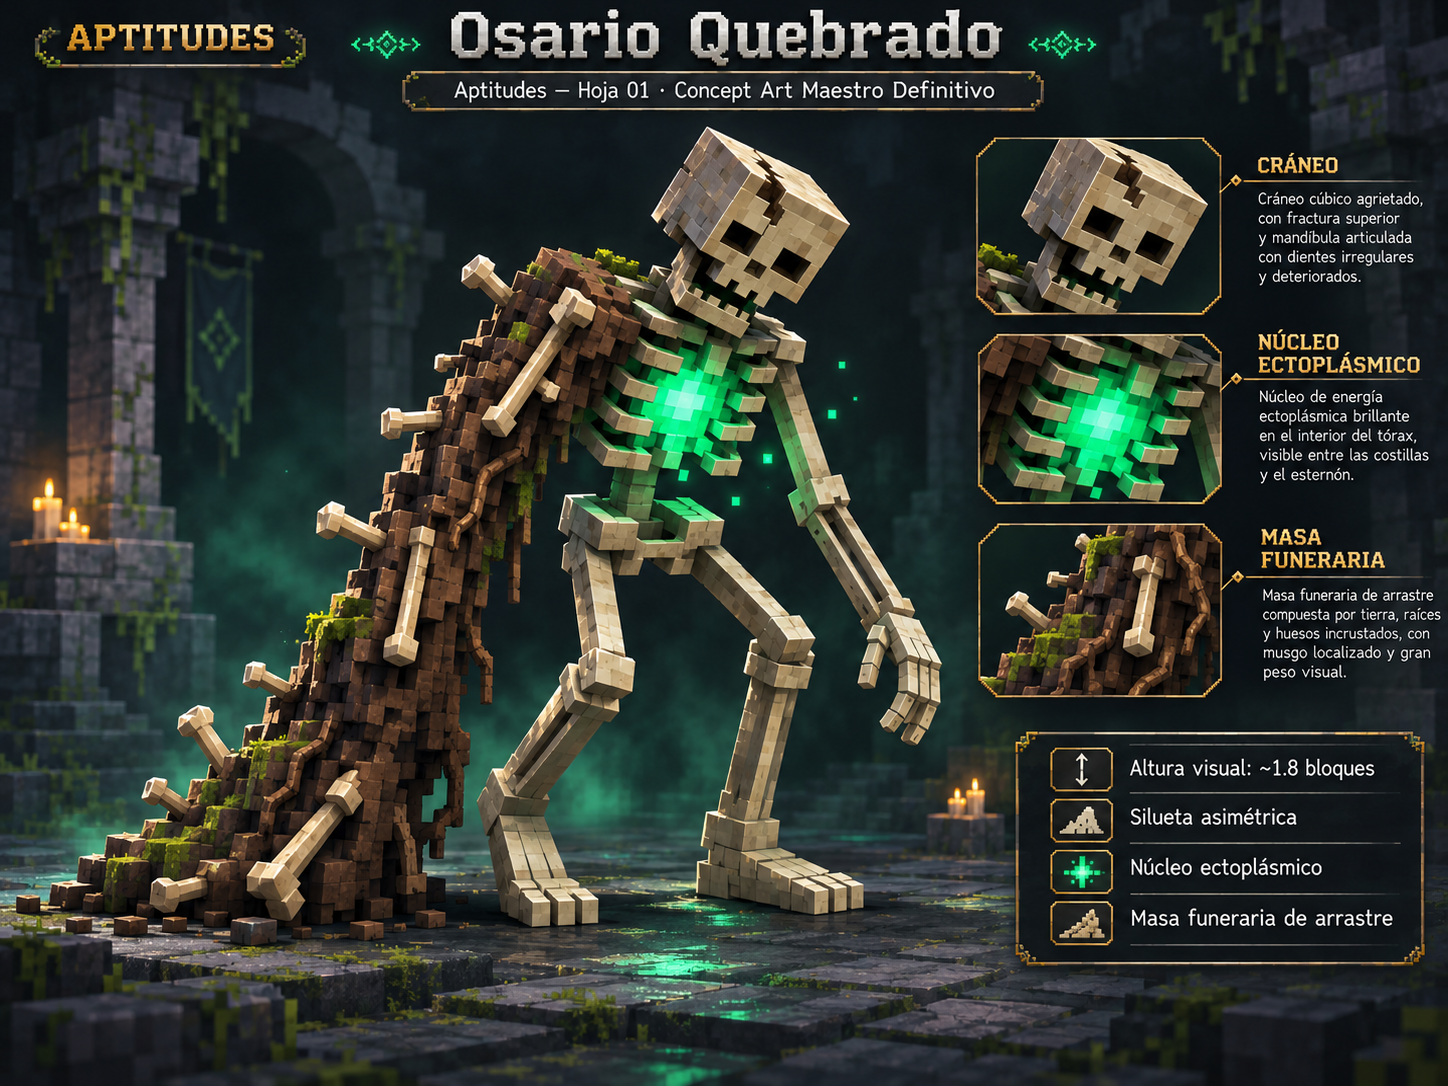 APTITUDES
Osario Quebrado
Aptitudes — Hoja 01 · Concept Art Maestro Definitivo
CRÁNEO
Cráneo cúbico agrietado,
con fractura superior
y mandíbula articulada
con dientes irregulares
y deteriorados.
NÚCLEO
ECTOPLÁSMICO
Núcleo de energía
ectoplásmica brillante
en el interior del tórax,
visible entre las costillas
y el esternón.
MASA
FUNERARIA
Masa funeraria de arrastre
compuesta por tierra, raíces
y huesos incrustados, con
musgo localizado y gran
peso visual.
Altura visual: ~1.8 bloques
Silueta asimétrica
Núcleo ectoplásmico
Masa funeraria de arrastre